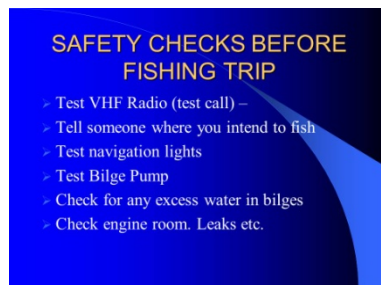 SAFETY CHECKS BEFORE
FISHING TRIP
Test VHF Radio (test call) –
Tell someone where you intend to fish
Test navigation lights
Test Bilge Pump
Check for any excess water in bilges
Check engine room. Leaks etc.